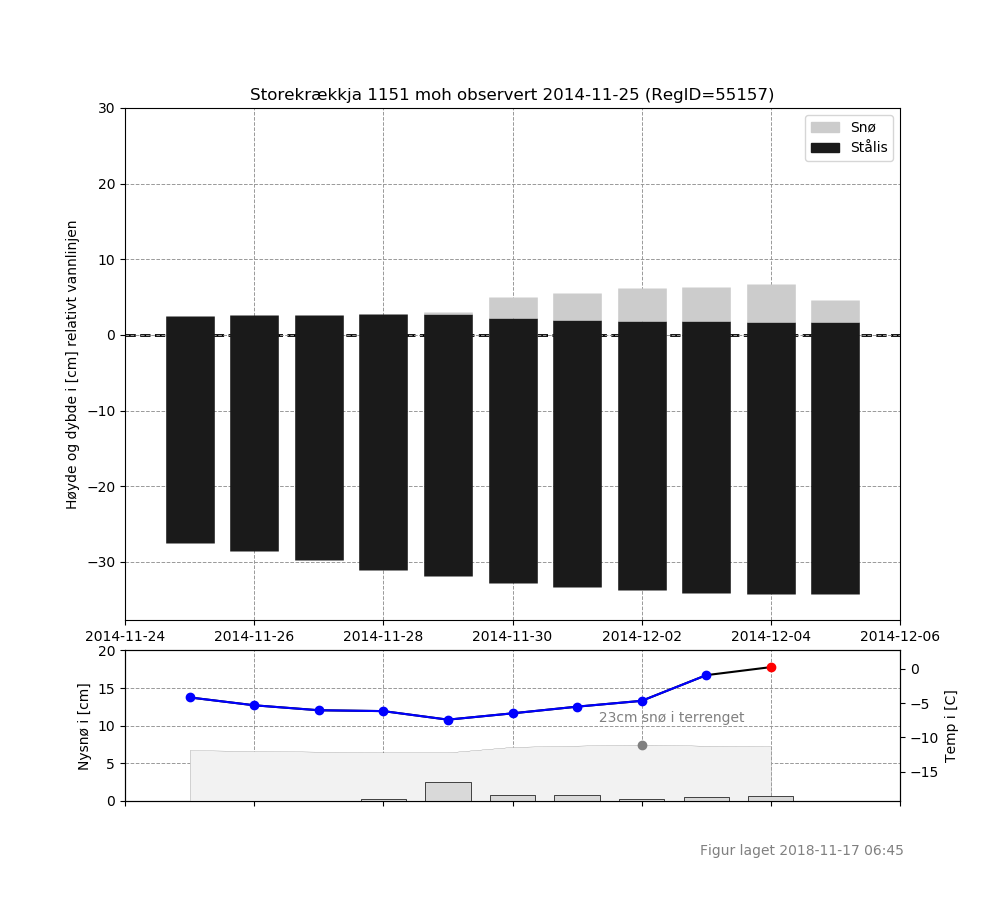 Storekrækkja 1151 moh observert 2014-11-25 (RegID=55157)
Høyde og dybde i [cm] relativt vannlinjen
30
20
10
0
−10
−20
−30
Snø
Stålis
2014-11-24 2014-11-26 2014-11-28 2014-11-30 2014-12-02 2014-12-04 2014-12-06
Nysnø i [cm]
20
15
10
5
0
23cm snø i terrenget
0
−5
−10
−15
Temp i [C]
Figur laget 2018-11-17 06:45